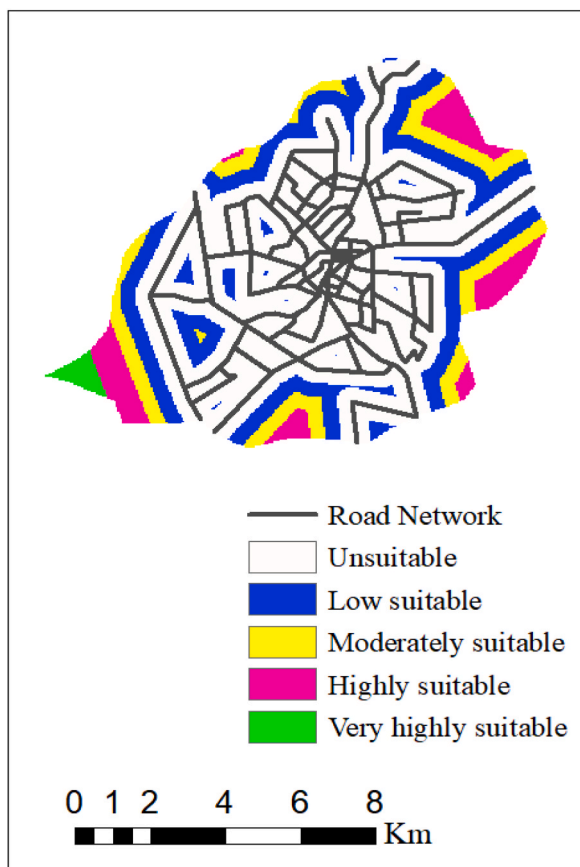 Road Network
Unsuitable
Low suitable
Moderately suitable
Highly suitable
Very highly suitable
0 1 2 4 6 8
Km